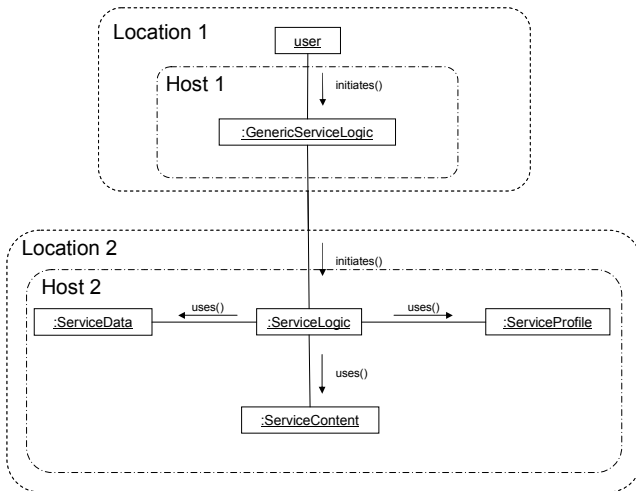 Location 1
user
Host 1
initiates()
:GenericServiceLogic
Location 2
initiates()
Host 2
uses()
uses()
:ServiceData
:ServiceLogic
:ServiceProfile
uses()
:ServiceContent